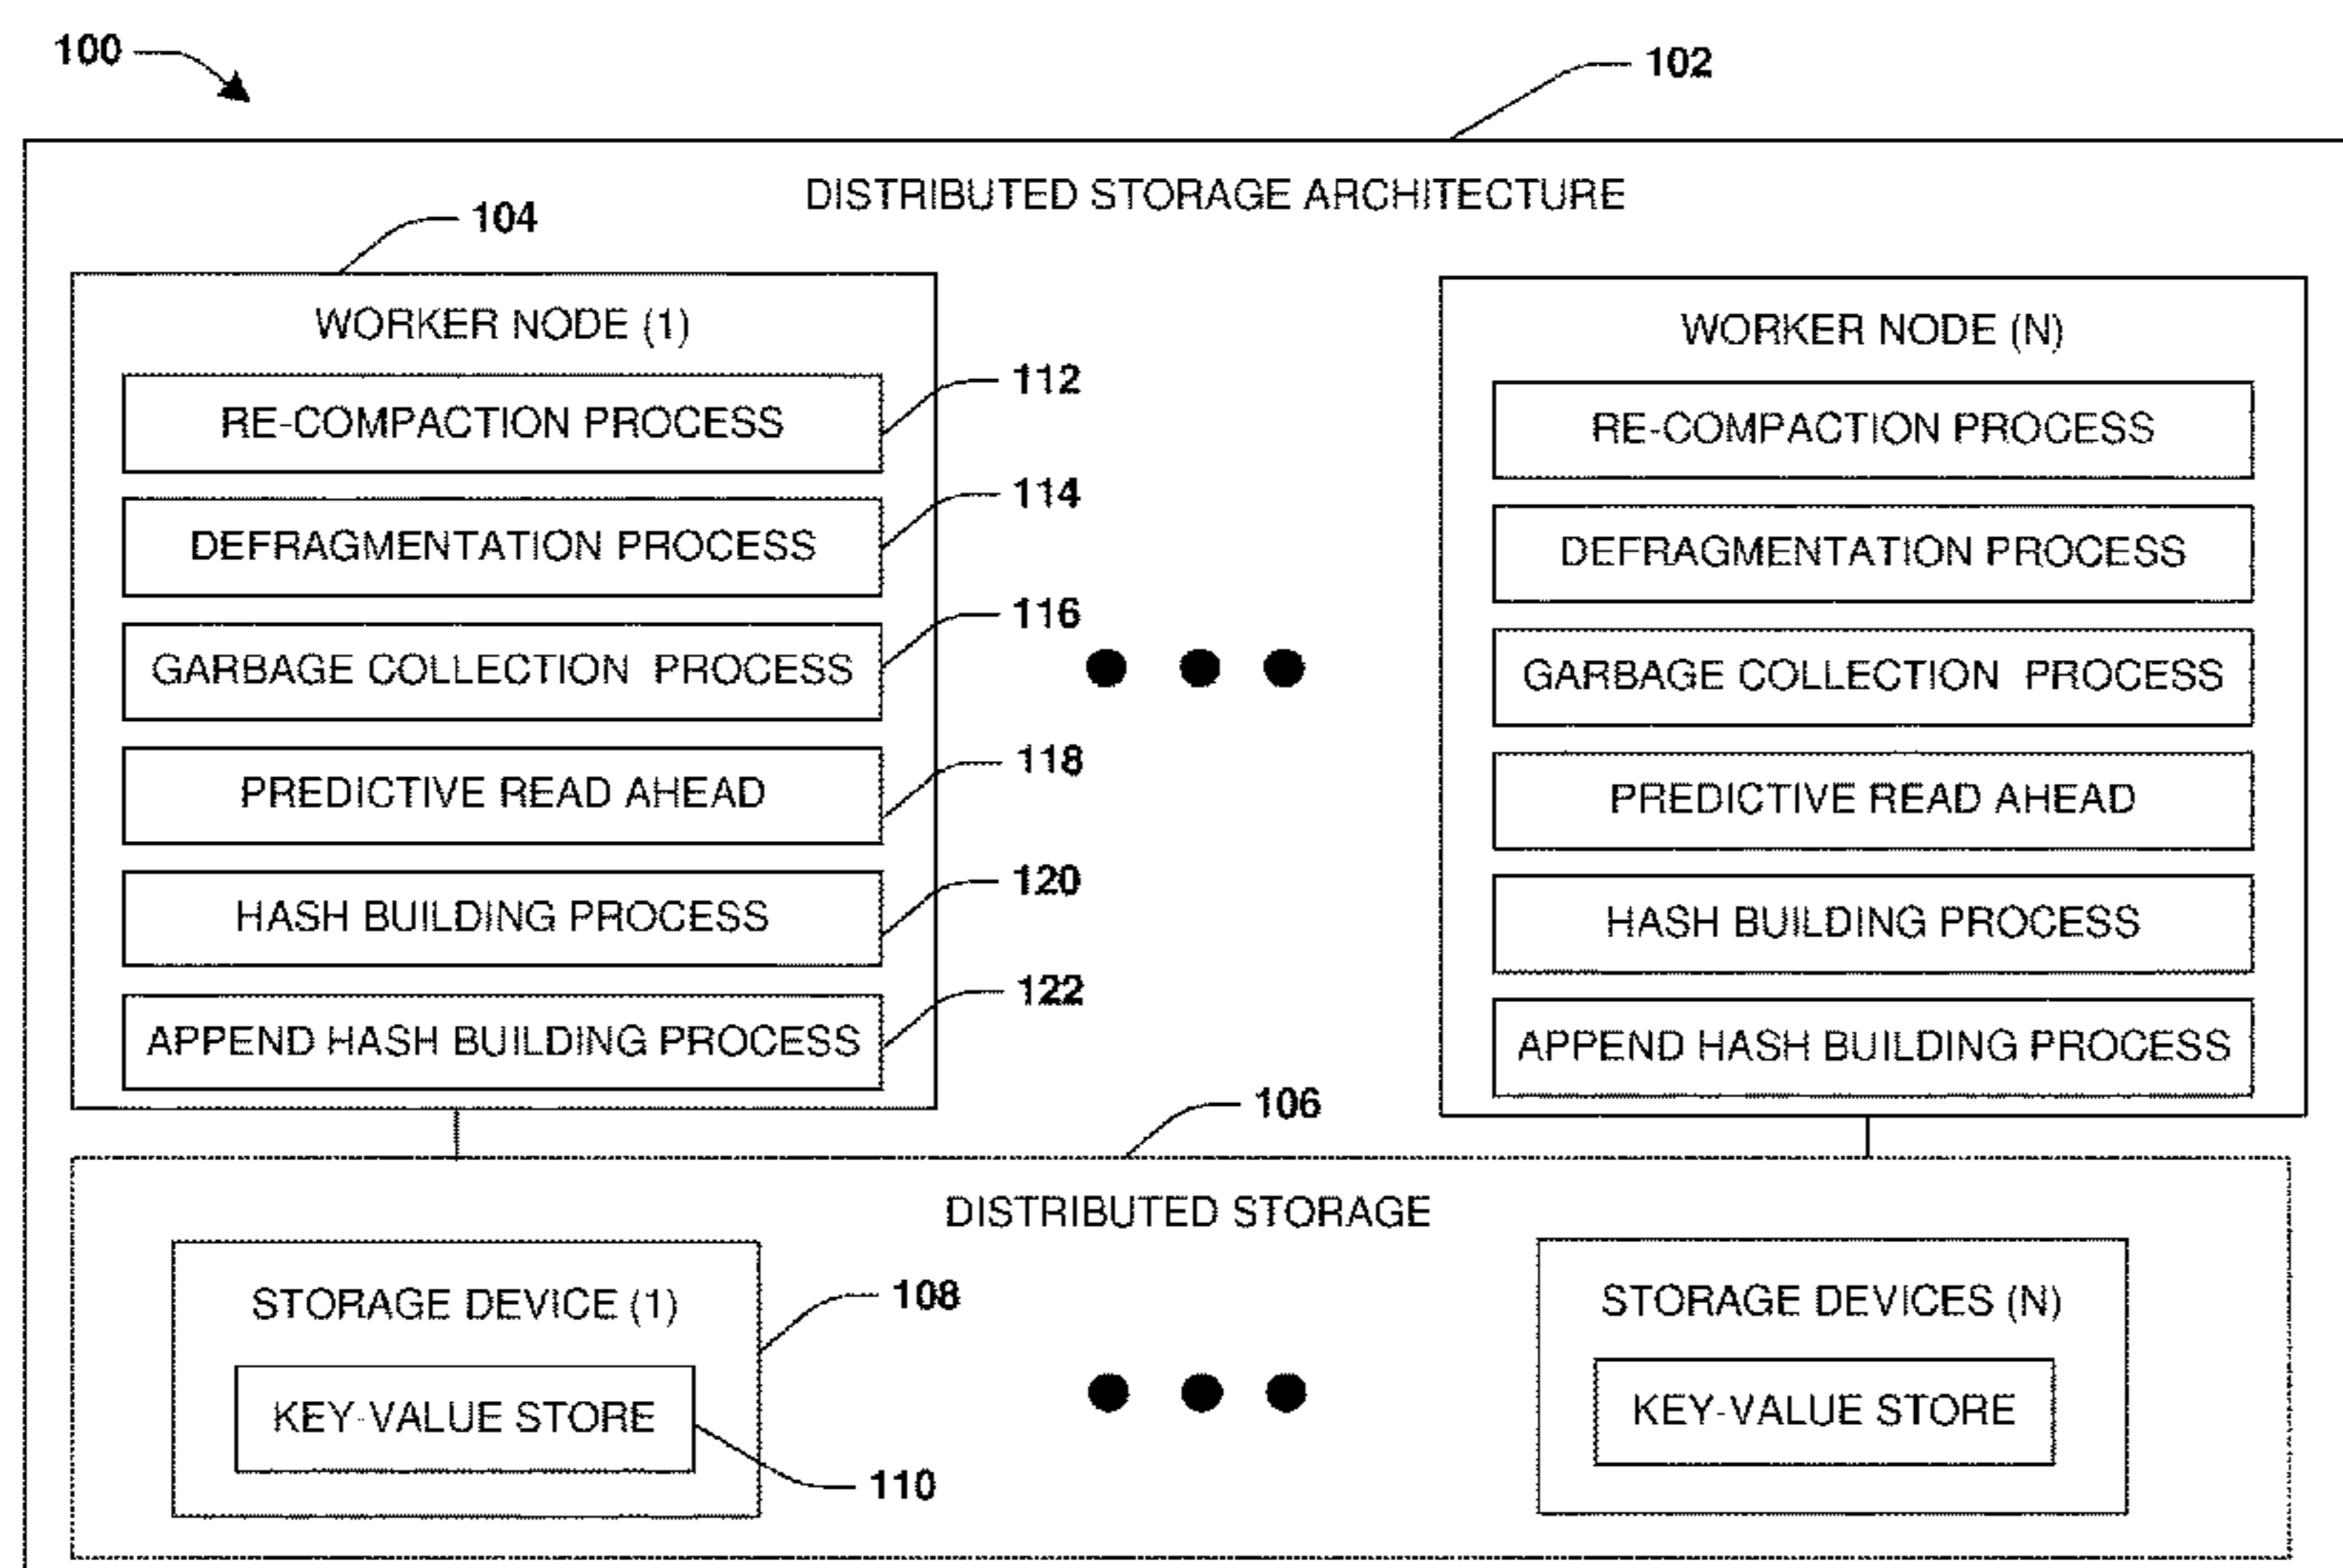 100
102
DISTRIBUTED STORAGE ARCHITECTURE
104
WORKER NODE (1)
RE-COMPACTION PROCESS
112
DEFRAGMENTATION PROCESS
114
GARBAGE COLLECTION PROCESS
116
PREDICTIVE READ AHEAD
118
HASH BUILDING PROCESS
120
APPEND HASH BUILDING PROCESS
122
WORKER NODE (N)
RE-COMPACTION PROCESS
DEFRAGMENTATION PROCESS
GARBAGE COLLECTION PROCESS
PREDICTIVE READ AHEAD
HASH BUILDING PROCESS
APPEND HASH BUILDING PROCESS
106
DISTRIBUTED STORAGE
STORAGE DEVICE (1)
108
KEY-VALUE STORE
110
STORAGE DEVICES (N)
KEY-VALUE STORE